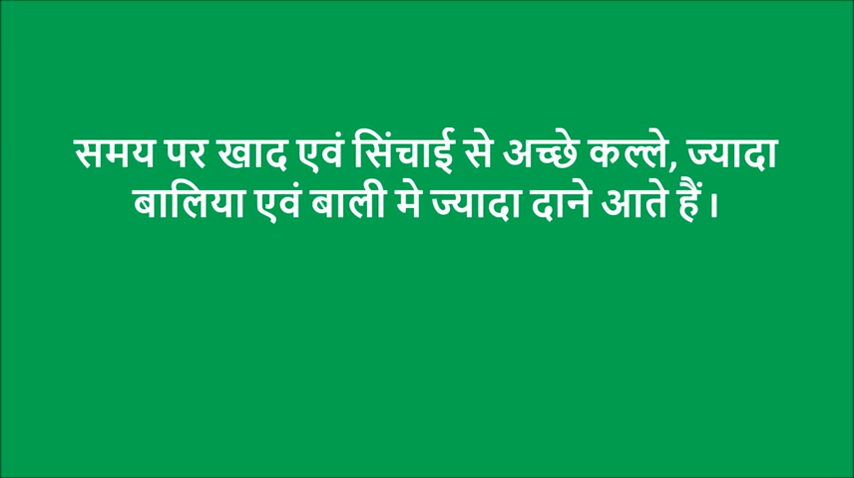 समय पर खाद एवं सिंचाई से अच्छे कल्ले, ज्यादा
बालिया एवं बाली मे ज्यादा दाने आते हैं ।